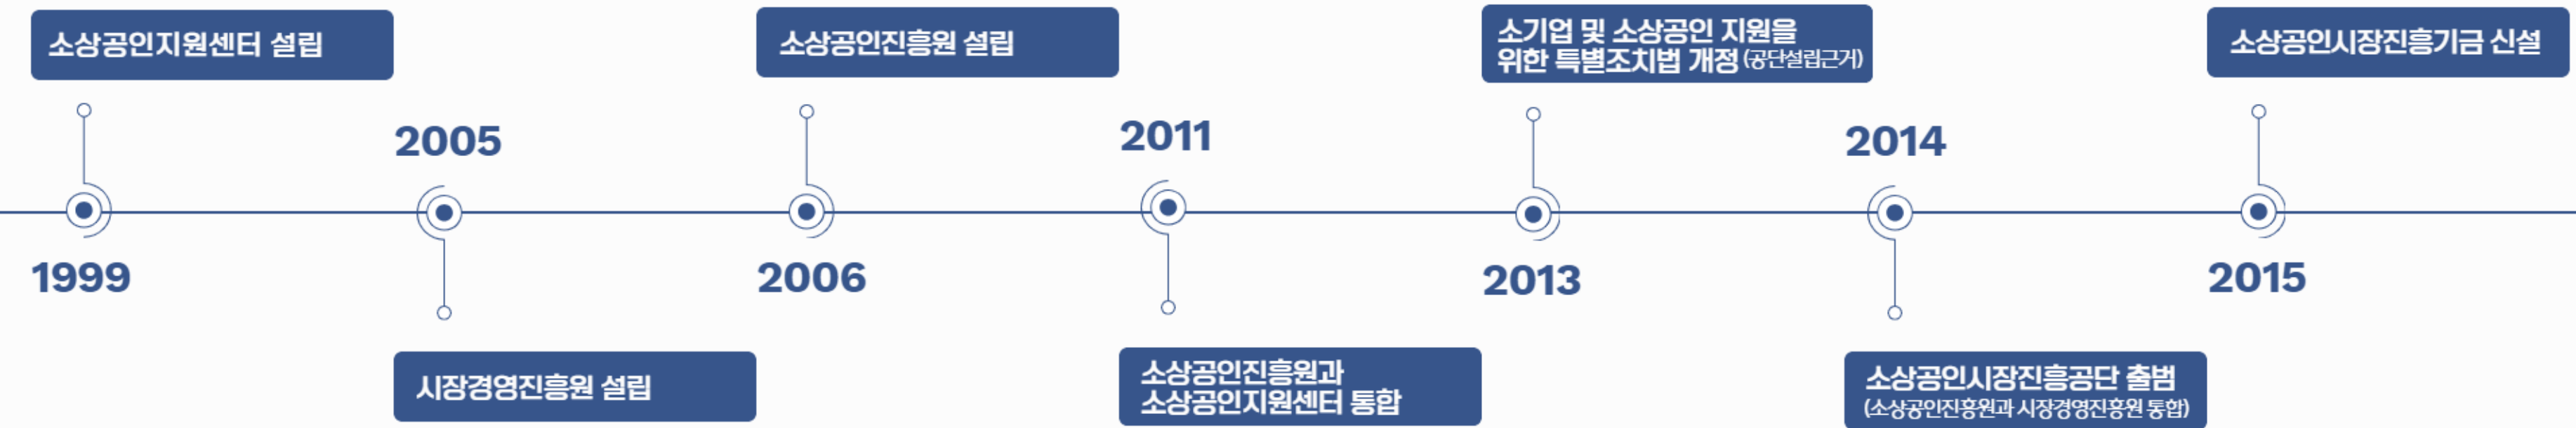 소상공인지원센터 설립
1999
2005
시장경영진흥원 설립
소상공인진흥원 설립
2006
2011
소상공인진흥원과
소상공인지원센터 통합
소기업 및 소상공인 지원을
위한 특별조치법 개정 (공단설립근거)
2013
2014
소상공인시장진흥공단 출범
(소상공인진흥원과 시장경영진흥원 통합)
소상공인시장진흥기금 신설
2015